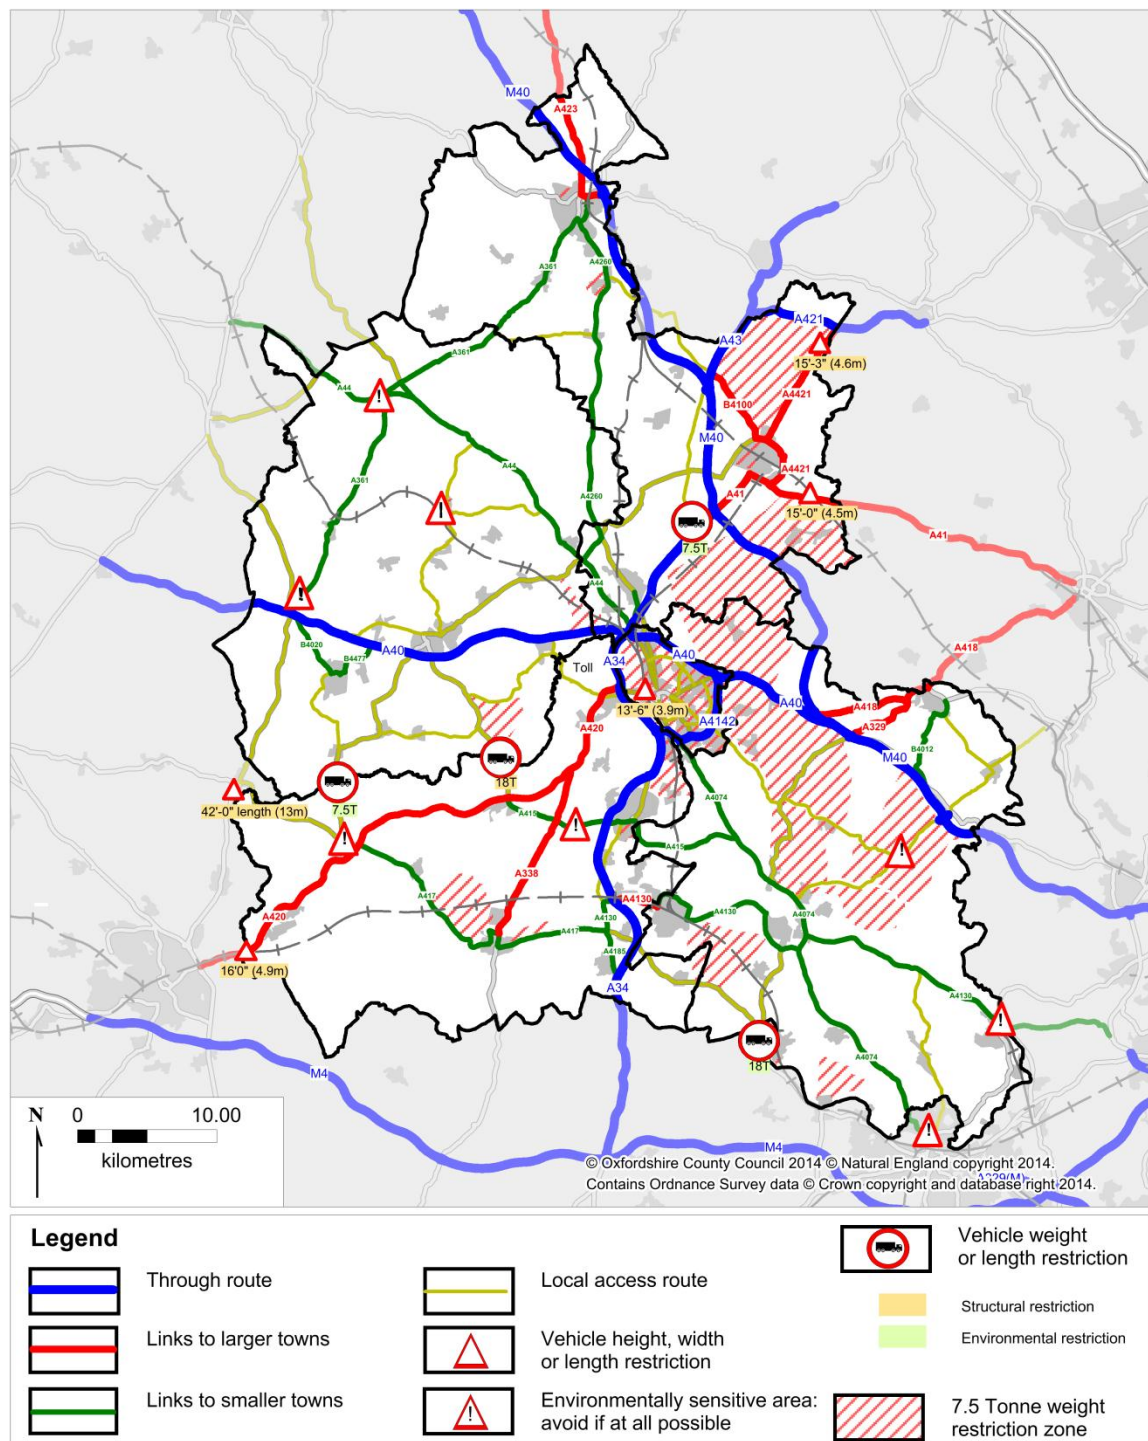 M40
A423
A361
A4260
A43
A421
15'-3" (4.6m)
A361
A44
B4100
A4421
M40
A361
A44
A4260
A4421
A41
15'-0" (4.5m)
A41
7.5T
A44
B4020
B4477
A40
A34
Toll
A40
A418
13'-6" (3.9m)
A4142
A40
A418
A329
A420
M40
B4012
18T
42'-0" length (13m)
7.5T
A4074
A415
A415
A338
A417
A420
A4130
A4130
A4130
A4074
A417
A4185
16'0" (4.9m)
A34
A4130
18T
A4074
M4
M4
N
0 10.00
kilometres
© Oxfordshire County Council 2014 © Natural England copyright 2014.
A329(M)
Contains Ordnance Survey data © Crown copyright and database right 2014.
Legend
Through route
Links to larger towns
Links to smaller towns
Local access route
Vehicle height, width
or length restriction
Environmentally sensitive area:
avoid if at all possible
Vehicle weight
or length restriction
Structural restriction
Environmental restriction
7.5 Tonne weight
restriction zone